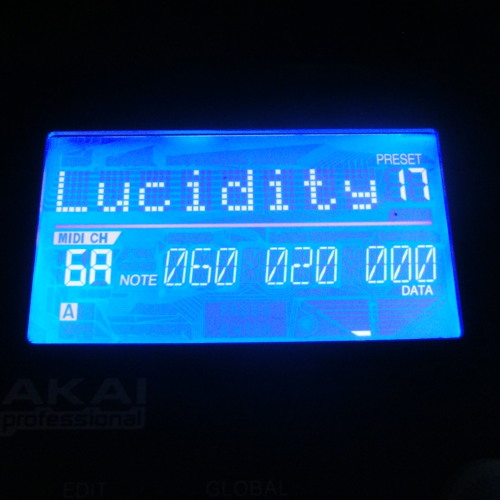 PRESET
Lucidity 17
MIDI CH
6A NOTE 060 020 000
DATA
A
AKAI
professional
EDIT GLOBAL